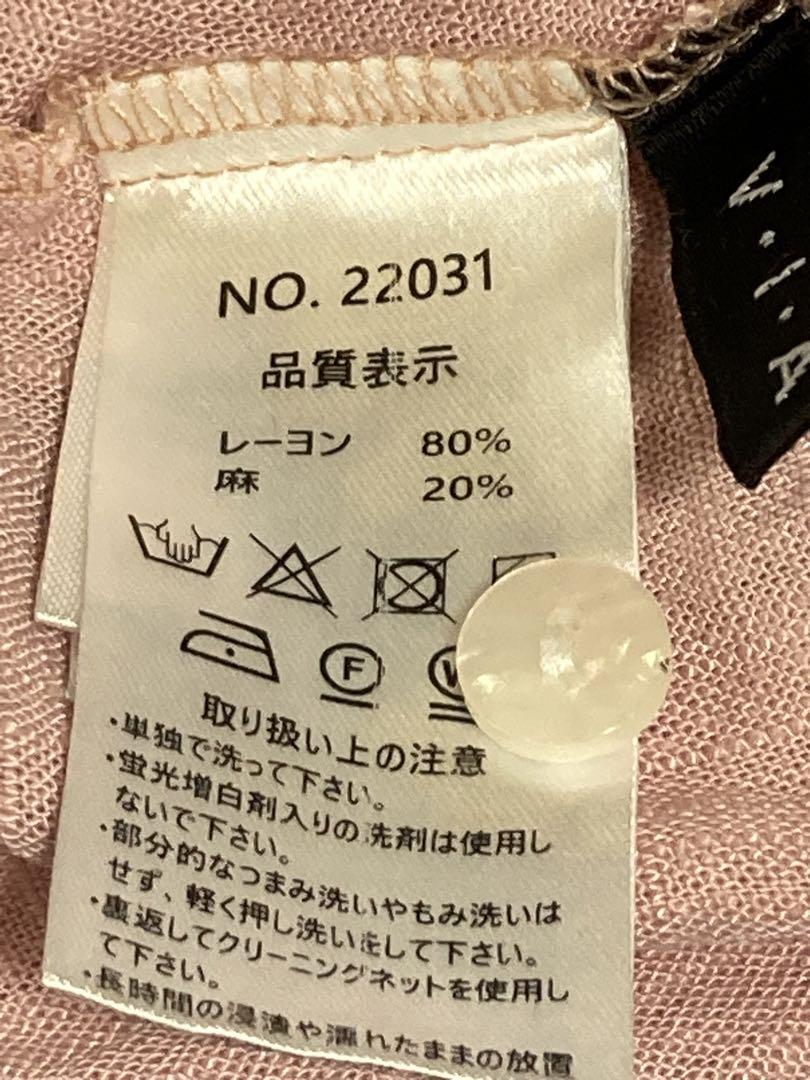 NO. 22031
品質表示
レーヨン 80%
麻 20%
F
W
取り扱い上の注意
・単独で洗って下さい。
・蛍光増白剤入りの洗剤は使用し
ないで下さい。
・部分的なつまみ洗いやもみ洗いは
せず、軽く押し洗いをして下さい。
・裏返してクリーニングネットを使用し
て下さい。
・長時間の浸漬や濡れたままの放置